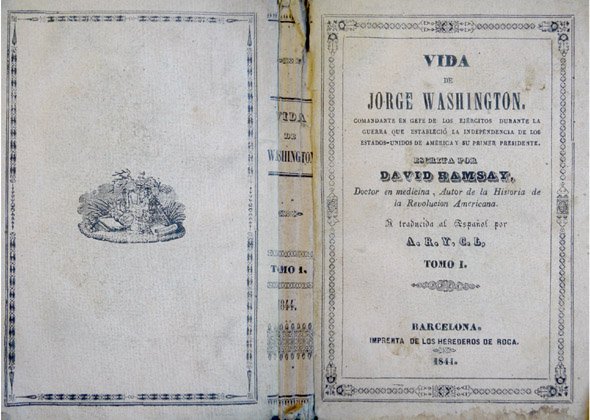 VIDA
DE
WASHINGTON
TOMO 1.
1844.
VIDA
DE
JORGE WASHINGTON.
COMANDANTE EN GEFE DE LOS EJÉRCITOS DURANTE LA
GUERRA QUE ESTABLECIÓ LA INDEPENDENCIA DE LOS
ESTADOS-UNIDOS DE AMÉRICA Y SU PRIMER PRESIDENTE.
ESCRITA POR
DAVID RAMSAY,
Doctor en medicina, Autor de la Historia de
la Revolucion Americana.
Y traducida al Español por
A. R. Y. C. L.
TOMO I.
BARCELONA.
IMPRENTA DE LOS HEREDEROS DE ROCA.
1844.